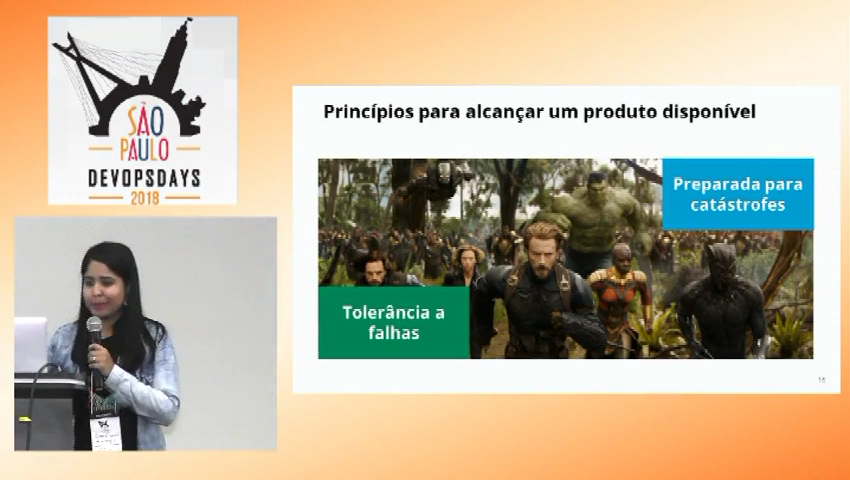 SÃO
PAULO
DEVOPSDAYS
2018
Princípios para alcançar um produto disponível
Preparada para
catástrofes
Tolerância a
falhas